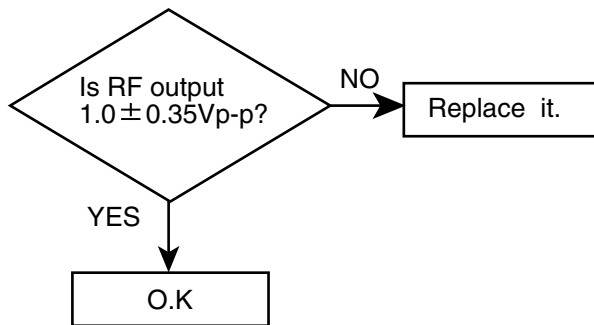 Is RF output
1.0±0.35Vp-p?
NO
Replace it.
YES
O.K